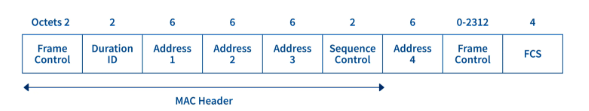 Octets 2 2 6 6 6 2 6 0-2312 4
Frame Control Duration ID Address 1 Address 2 Address 3 Sequence Control Address 4 Frame Control FCS
MAC Header